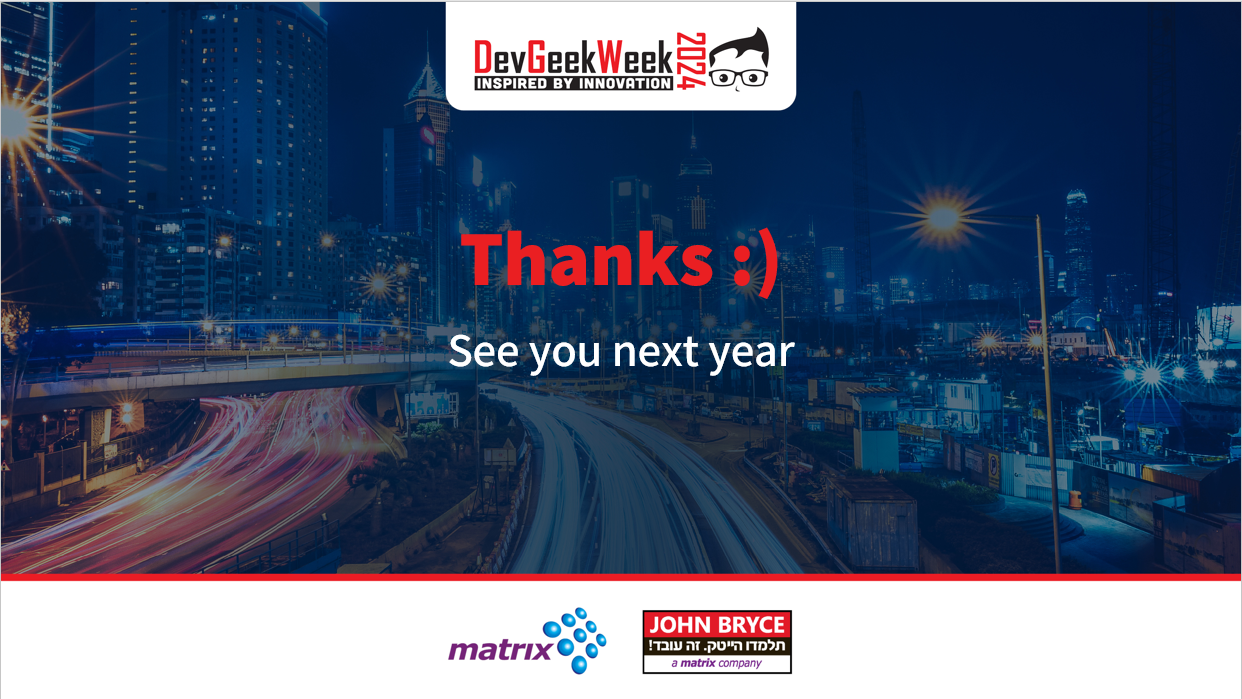 DevGeekWeek 2024
INSPIRED BY INNOVATION
Thanks :)
See you next year
matrix
JOHN BRYCE
תלמדו הייטק. זה עובד!
a matrix company